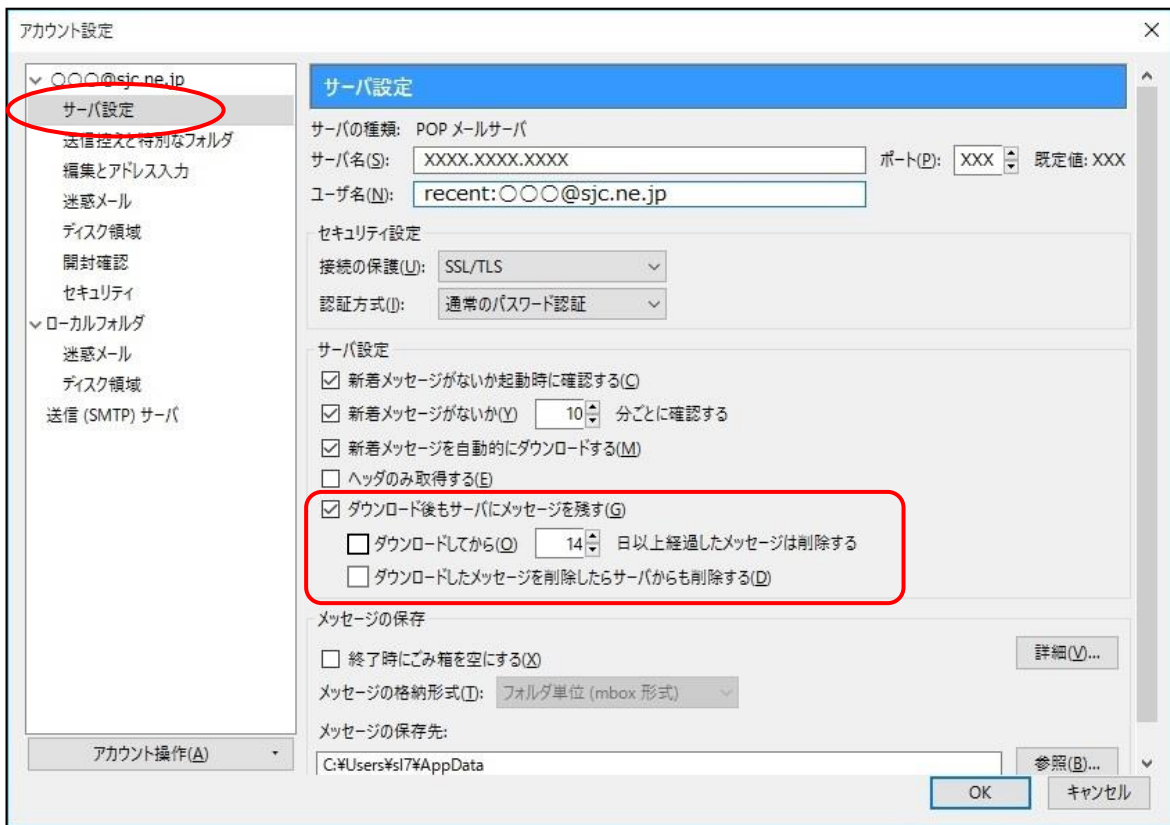 アカウント設定
○○○@sjc.ne.jp
サーバ設定
送信控えと特別なフォルダ
編集とアドレス入力
迷惑メール
ディスク領域
開封確認
セキュリティ
ローカルフォルダ
迷惑メール
ディスク領域
送信 (SMTP) サーバ
アカウント操作(A)
サーバ設定
サーバの種類: POP メールサーバ
サーバ名(S): XXXX.XXXX.XXXX ポート(P): XXX 既定値: XXX
ユーザ名(N): recent:○○○@sjc.ne.jp
セキュリティ設定
接続の保護(U): SSL/TLS
認証方式(I): 通常のパスワード認証
サーバ設定
新着メッセージがないか起動時に確認する(C)
新着メッセージがないか(Y) 10 分ごとに確認する
新着メッセージを自動的にダウンロードする(M)
ヘッダのみ取得する(E)
ダウンロード後もサーバにメッセージを残す(G)
ダウンロードしてから(O) 14 日以上経過したメッセージは削除する
ダウンロードしたメッセージを削除したらサーバからも削除する(D)
メッセージの保存
終了時にごみ箱を空にする(X) 詳細(V)...
メッセージの格納形式(T): フォルダ単位 (mbox 形式)
メッセージの保存先:
C:¥Users¥sl7¥AppData 参照(B)...
OK キャンセル